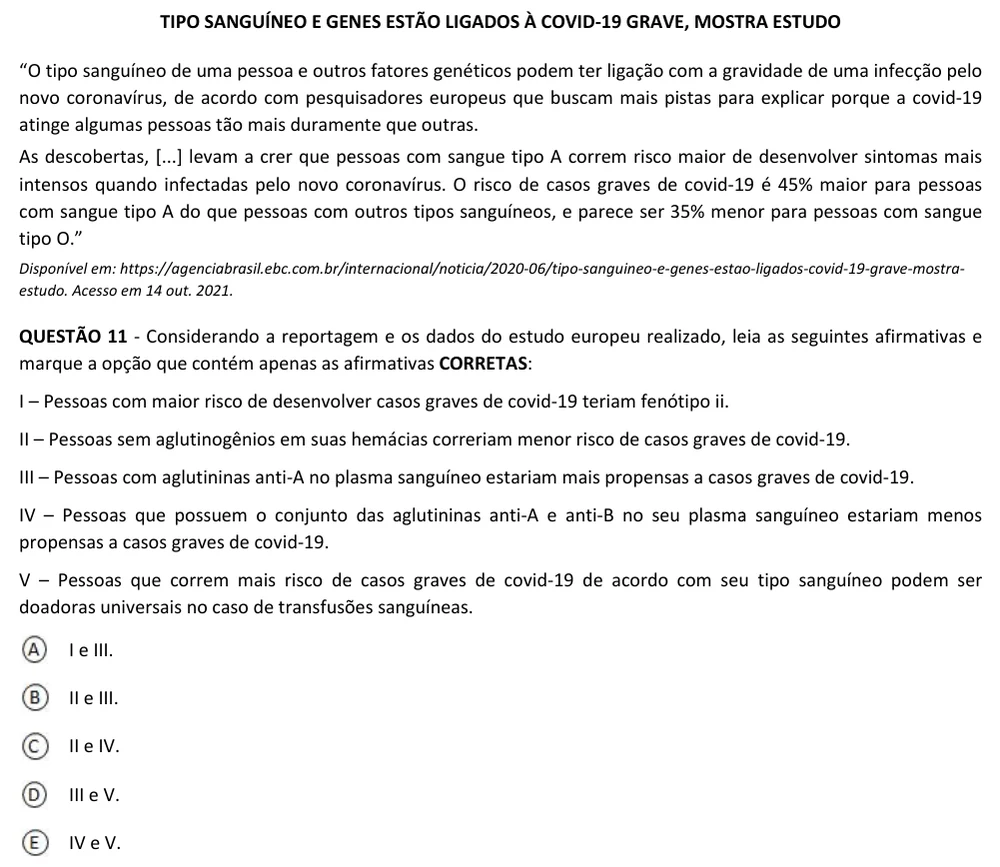 TIPO SANGUÍNEO E GENES ESTÃO LIGADOS À COVID-19 GRAVE, MOSTRA ESTUDO
“O tipo sanguíneo de uma pessoa e outros fatores genéticos podem ter ligação com a gravidade de uma infecção pelo
novo coronavírus, de acordo com pesquisadores europeus que buscam mais pistas para explicar porque a covid-19
atinge algumas pessoas tão mais duramente que outras.
As descobertas, [...] levam a crer que pessoas com sangue tipo A correm risco maior de desenvolver sintomas mais
intensos quando infectadas pelo novo coronavírus. O risco de casos graves de covid-19 é 45% maior para pessoas
com sangue tipo A do que pessoas com outros tipos sanguíneos, e parece ser 35% menor para pessoas com sangue
tipo O.”
Disponível em: https://agenciabrasil.ebc.com.br/internacional/noticia/2020-06/tipo-sanguineo-e-genes-estao-ligados-covid-19-grave-mostra-
estudo. Acesso em 14 out. 2021.
QUESTÃO 11 - Considerando a reportagem e os dados do estudo europeu realizado, leia as seguintes afirmativas e
marque a opção que contém apenas as afirmativas CORRETAS:
I – Pessoas com maior risco de desenvolver casos graves de covid-19 teriam fenótipo ii.
II – Pessoas sem aglutinogênios em suas hemácias correriam menor risco de casos graves de covid-19.
III – Pessoas com aglutininas anti-A no plasma sanguíneo estariam mais propensas a casos graves de covid-19.
IV – Pessoas que possuem o conjunto das aglutininas anti-A e anti-B no seu plasma sanguíneo estariam menos
propensas a casos graves de covid-19.
V – Pessoas que correm mais risco de casos graves de covid-19 de acordo com seu tipo sanguíneo podem ser
doadoras universais no caso de transfusões sanguíneas.
A I e III.
B II e III.
C II e IV.
D III e V.
E IV e V.